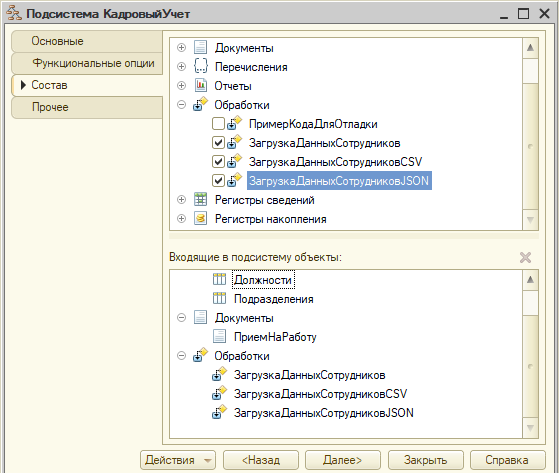 Подсистема КадровыйУчет
Основные
Функциональные опции
Состав
Прочее
Документы
Перечисления
Отчеты
Обработки
ПримерКодаДляОтладки
ЗагрузкаДанныхСотрудников
ЗагрузкаДанныхСотрудниковCSV
ЗагрузкаДанныхСотрудниковJSON
Регистры сведений
Регистры накопления
Входящие в подсистему объекты:
Должности
Подразделения
Документы
ПриемНаРаботу
Обработки
ЗагрузкаДанныхСотрудников
ЗагрузкаДанныхСотрудниковCSV
ЗагрузкаДанныхСотрудниковJSON
Действия <Назад Далее> Закрыть Справка